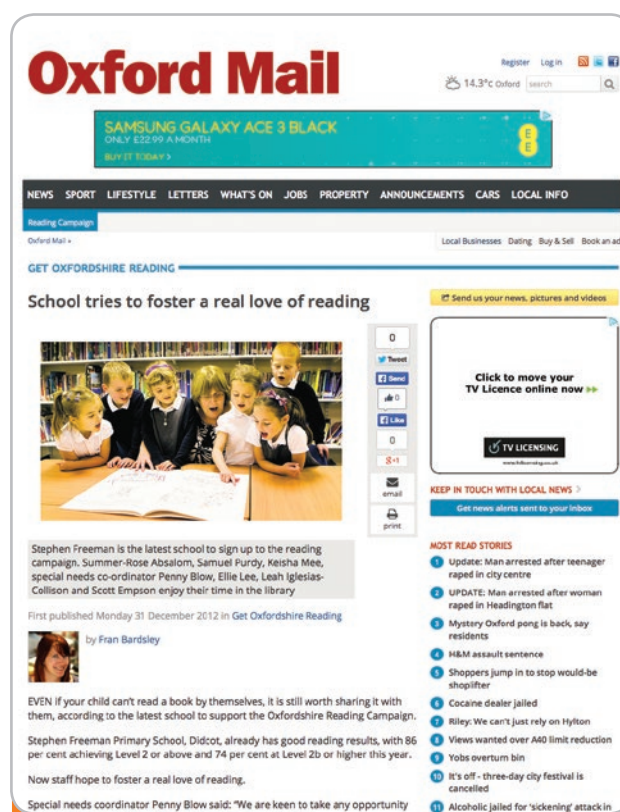 Oxford Mail
Register Log in
14.3°C Oxford search
SAMSUNG GALAXY ACE 3 BLACK
ONLY £22.99 A MONTH
BUY IT TODAY >
EE
NEWS SPORT LIFESTYLE LETTERS WHAT'S ON JOBS PROPERTY ANNOUNCEMENTS CARS LOCAL INFO
Reading Campaign
Oxford Mail »
Local Businesses Dating Buy & Sell Book an ad
GET OXFORDSHIRE READING
School tries to foster a real love of reading
0
Tweet
Send
0
Like
0
g+1
email
print
Stephen Freeman is the latest school to sign up to the reading
campaign. Summer-Rose Absalom, Samuel Purdy, Keisha Mee,
special needs co-ordinator Penny Blow, Ellie Lee, Leah Iglesias-
Collison and Scott Empson enjoy their time in the library
First published Monday 31 December 2012 in Get Oxfordshire Reading
by Fran Bardsley
EVEN if your child can't read a book by themselves, it is still worth sharing it with
them, according to the latest school to support the Oxfordshire Reading Campaign.
Stephen Freeman Primary School, Didcot, already has good reading results, with 86
per cent achieving Level 2 or above and 74 per cent at Level 2b or higher this year.
Now staff hope to foster a real love of reading.
Special needs coordinator Penny Blow said: "We are keen to take any opportunity
Send us your news, pictures and videos
Click to move your
TV Licence online now
TV LICENSING
www.tvlicensing.co.uk
KEEP IN TOUCH WITH LOCAL NEWS >
Get news alerts sent to your inbox
MOST READ STORIES
1 Update: Man arrested after teenager
raped in city centre
2 UPDATE: Man arrested after woman
raped in Headington flat
3 Mystery Oxford pong is back, say
residents
4 H&M assault sentence
5 Shoppers jump in to stop would-be
shoplifter
6 Cocaine dealer jailed
7 Riley: We can't just rely on Hylton
8 Views wanted over A40 limit reduction
9 Yobs overturn bin
10 It's off - three-day city festival is
cancelled
11 Alcoholic jailed for 'sickening' attack in